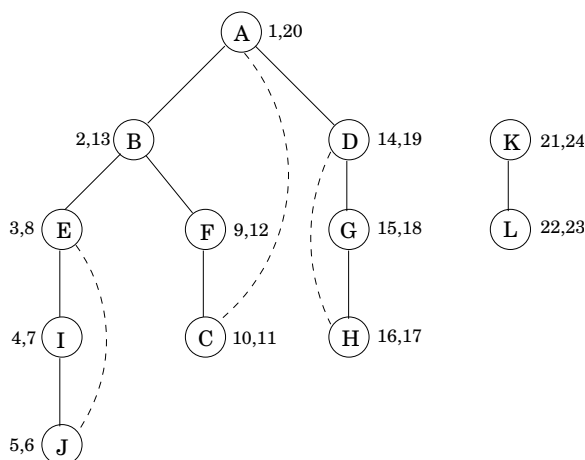 A 1,20
2,13 B
D 14,19
K 21,24
3,8 E
F 9,12
G 15,18
L 22,23
4,7 I
C 10,11
H 16,17
5,6 J